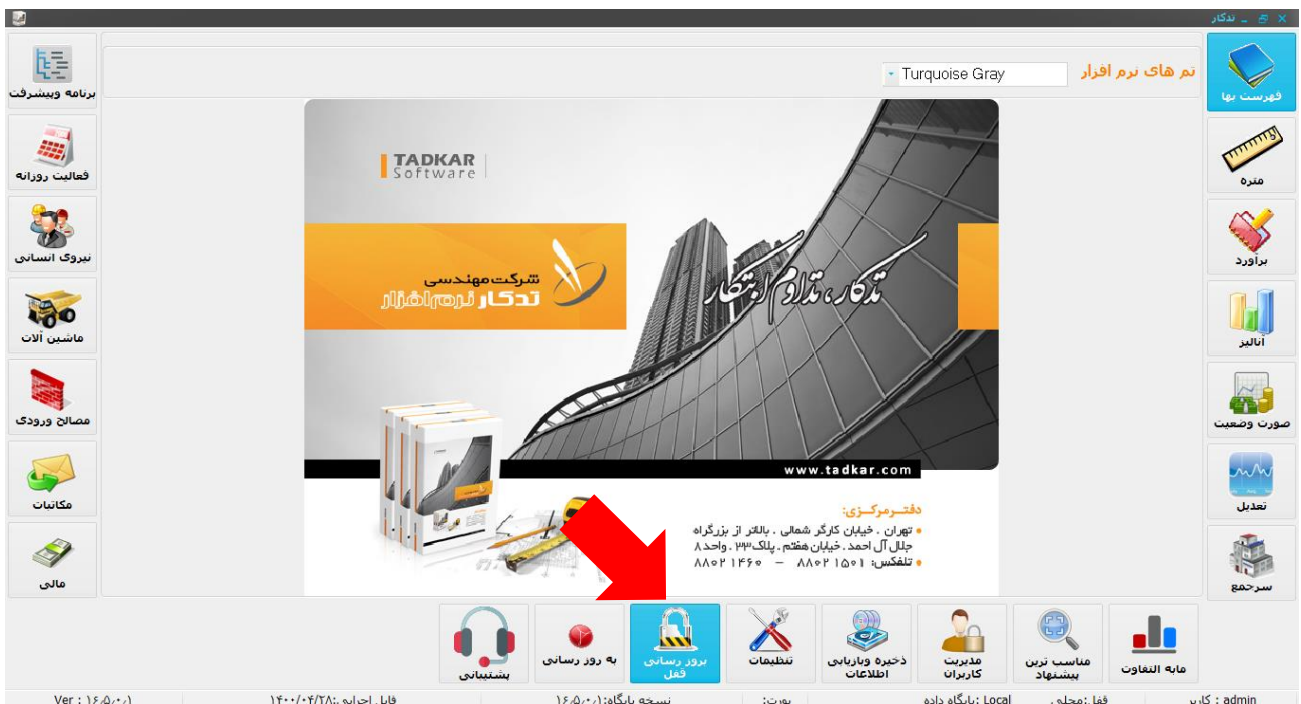 تدکار
تم های نرم افزار
Turquoise Gray
فهرست بها
متره
برآورد
آنالیز
صورت وضعیت
تعدیل
سرجمع
برنامه وپیشرفت
فعالیت روزانه
نیروی انسانی
ماشین آلات
مصالح ورودی
مکاتبات
مالی
TADKAR
Software
شرکت مهندسی
تدکار نرم افزار
تدکار، تداوم ابتکار
www.tadkar.com
دفتـر مرکـزی:
تهران . خیابان کارگر شمالی . بالاتر از بزرگراه
جلال آل احمد . خیابان هفتم . پلاک ۳۳ . واحد ۸
تلفکس: ۸۸۰۲۱۵۰۱ – ۸۸۰۲۱۴۶۰
مابه التفاوت
مناسب ترین
پیشنهاد
مدیریت
کاربران
ذخیره وبازیابی
اطلاعات
تنظیمات
بروز رسانی
قفل
به روز رسانی
پشتیبانی
کاربر : admin
قفل:محلی
پایگاه داده: Local
پورت:
نسخه پایگاه:۱۶٫۵٫۰٫۱
فایل اجرایی:۱۴۰۰/۰۴/۲۸
Ver : ۱۶٫۵٫۰٫۱